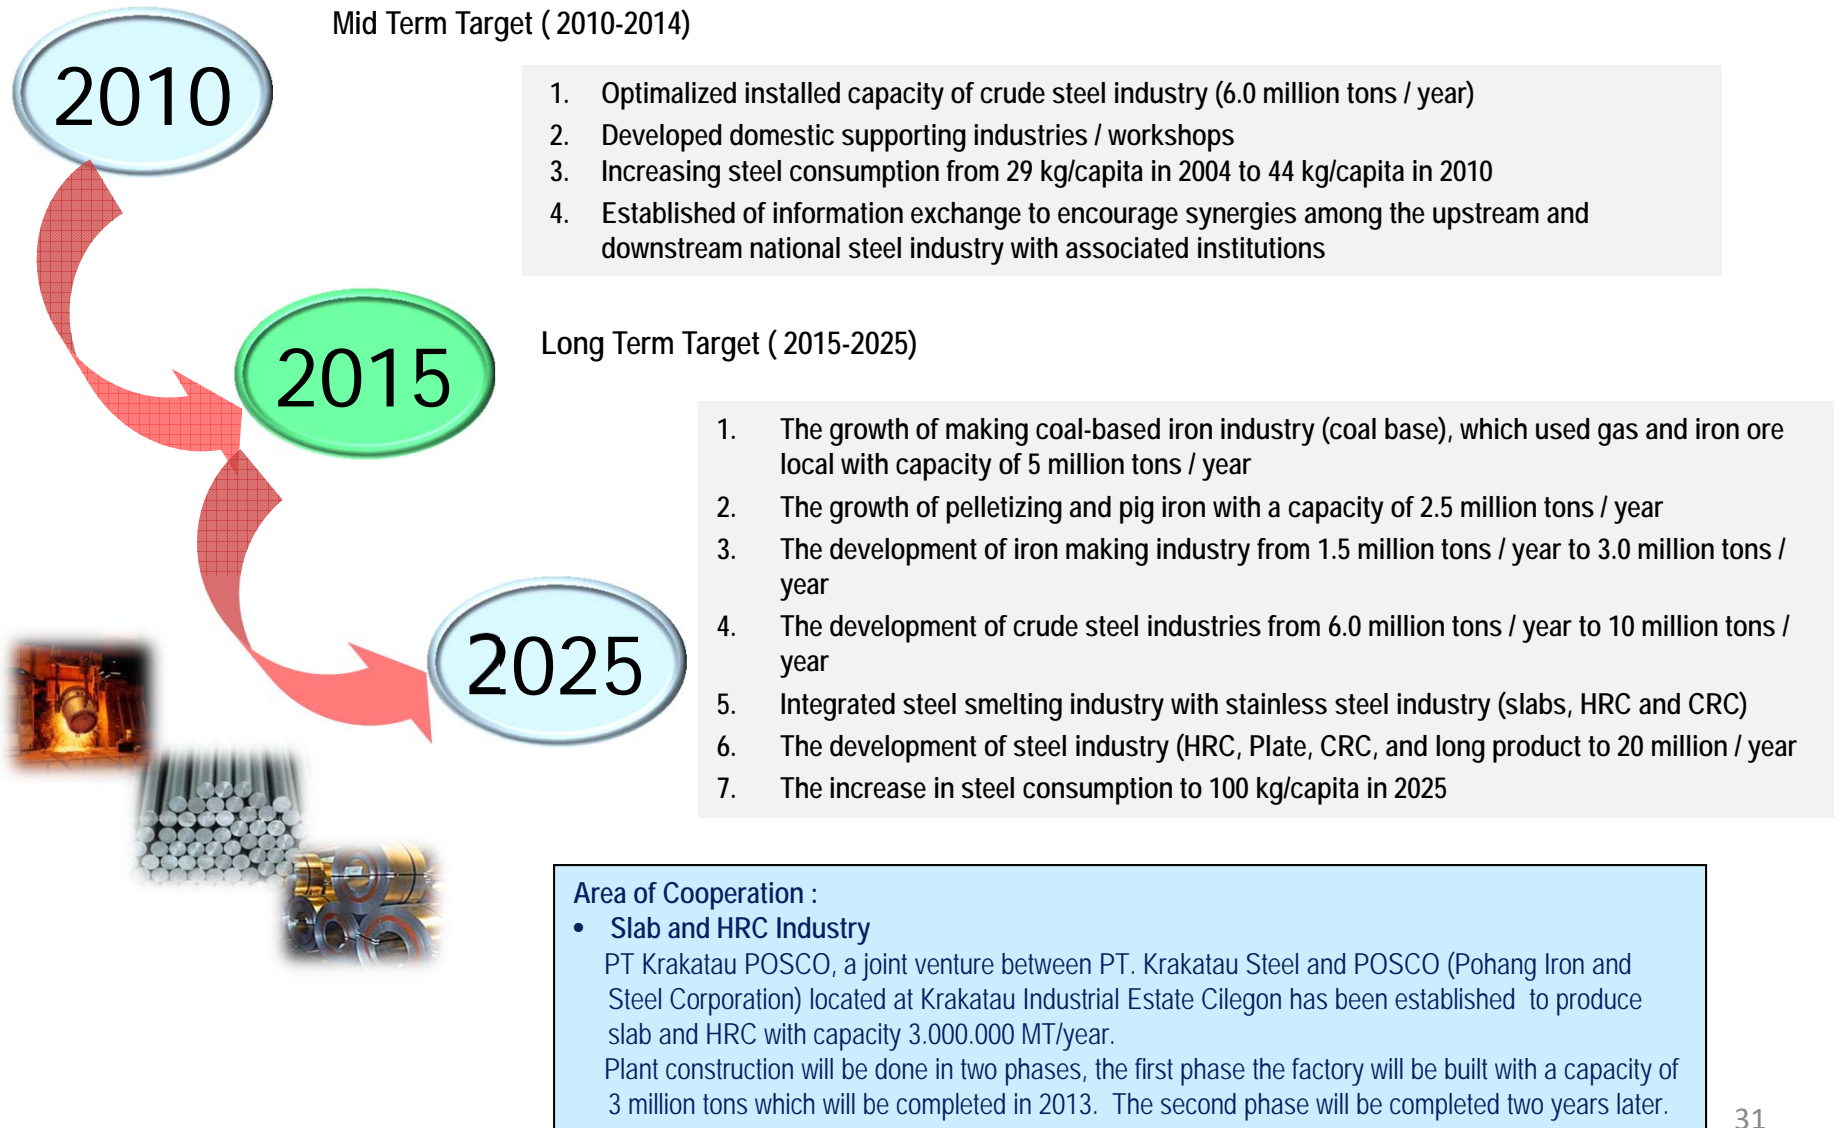 Mid Term Target ( 2010-2014)
2010
1. Optimalized installed capacity of crude steel industry (6.0 million tons / year)
2. Developed domestic supporting industries / workshops
3. Increasing steel consumption from 29 kg/capita in 2004 to 44 kg/capita in 2010
4. Established of information exchange to encourage synergies among the upstream and
downstream national steel industry with associated institutions
2015
Long Term Target ( 2015-2025)
1. The growth of making coal-based iron industry (coal base), which used gas and iron ore
local with capacity of 5 million tons / year
2. The growth of pelletizing and pig iron with a capacity of 2.5 million tons / year
3. The development of iron making industry from 1.5 million tons / year to 3.0 million tons /
year
4. The development of crude steel industries from 6.0 million tons / year to 10 million tons /
year
2025
5. Integrated steel smelting industry with stainless steel industry (slabs, HRC and CRC)
6. The development of steel industry (HRC, Plate, CRC, and long product to 20 million / year
7. The increase in steel consumption to 100 kg/capita in 2025
Area of Cooperation :
• Slab and HRC Industry
PT Krakatau POSCO, a joint venture between PT. Krakatau Steel and POSCO (Pohang Iron and
Steel Corporation) located at Krakatau Industrial Estate Cilegon has been established to produce
slab and HRC with capacity 3.000.000 MT/year.
Plant construction will be done in two phases, the first phase the factory will be built with a capacity of
3 million tons which will be completed in 2013. The second phase will be completed two years later.
31